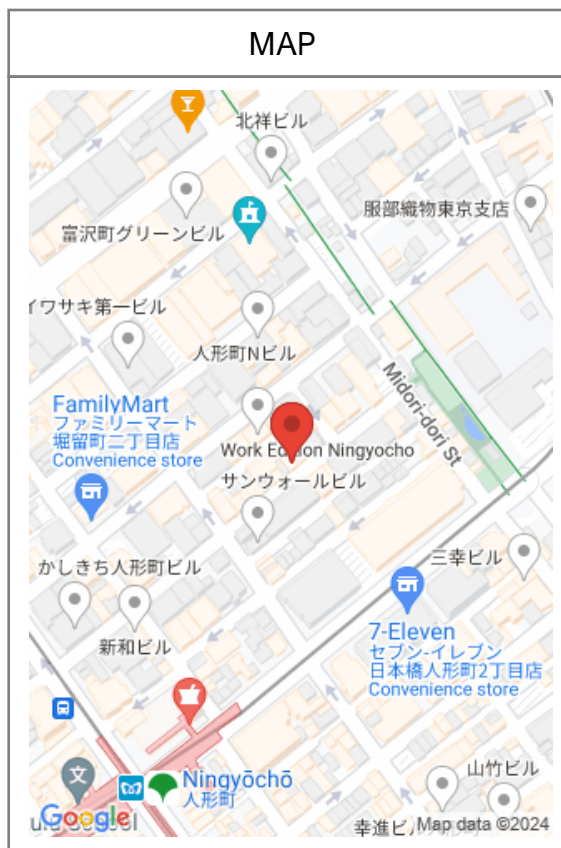 MAP
北祥ビル
服部織物東京支店
富沢町グリーンビル
イワサキ第一ビル
人形町Nビル
Midori-dori St
FamilyMart
ファミリーマート
堀留町二丁目店
Convenience store
Work Edition Ningyocho
サンウォールビル
三幸ビル
かしきち人形町ビル
新和ビル
7-Eleven
セブン-イレブン
日本橋人形町2丁目店
Convenience store
山竹ビル
文
Ningyōchō
人形町
Google
幸進ビル
Map data ©2024